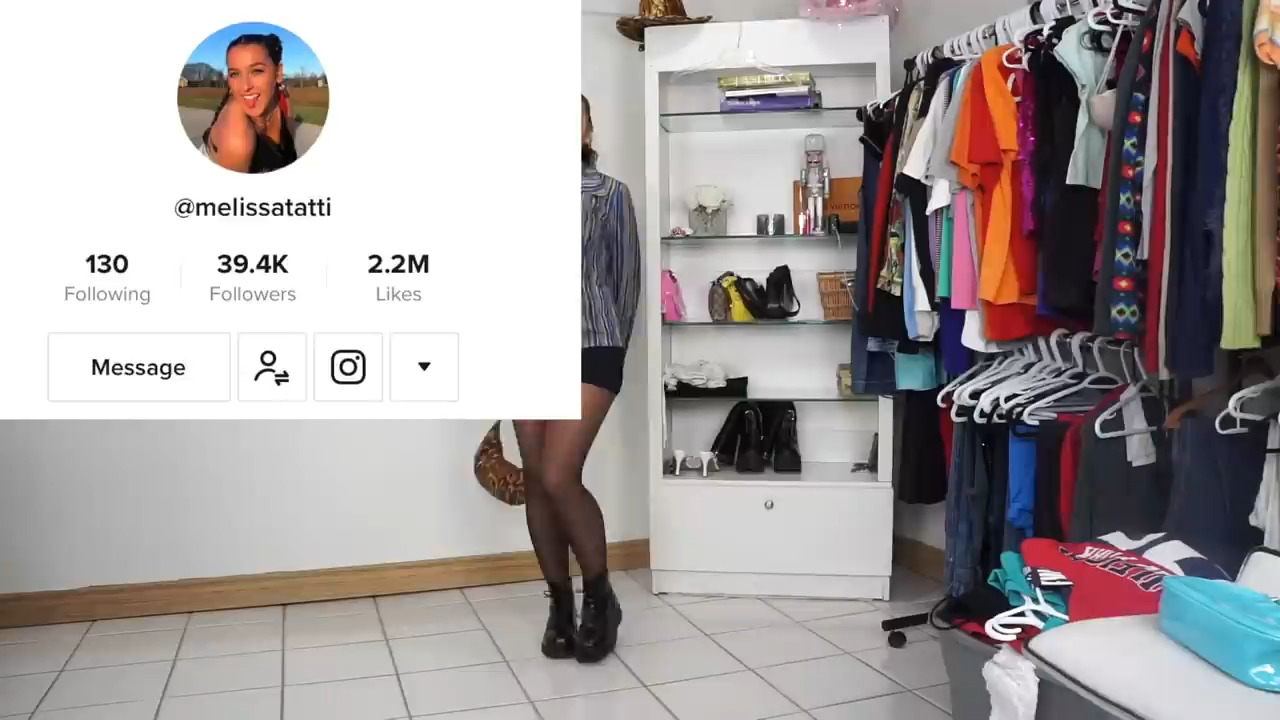 @melissatatti
130 39.4K 2.2M
Following Followers Likes
Message